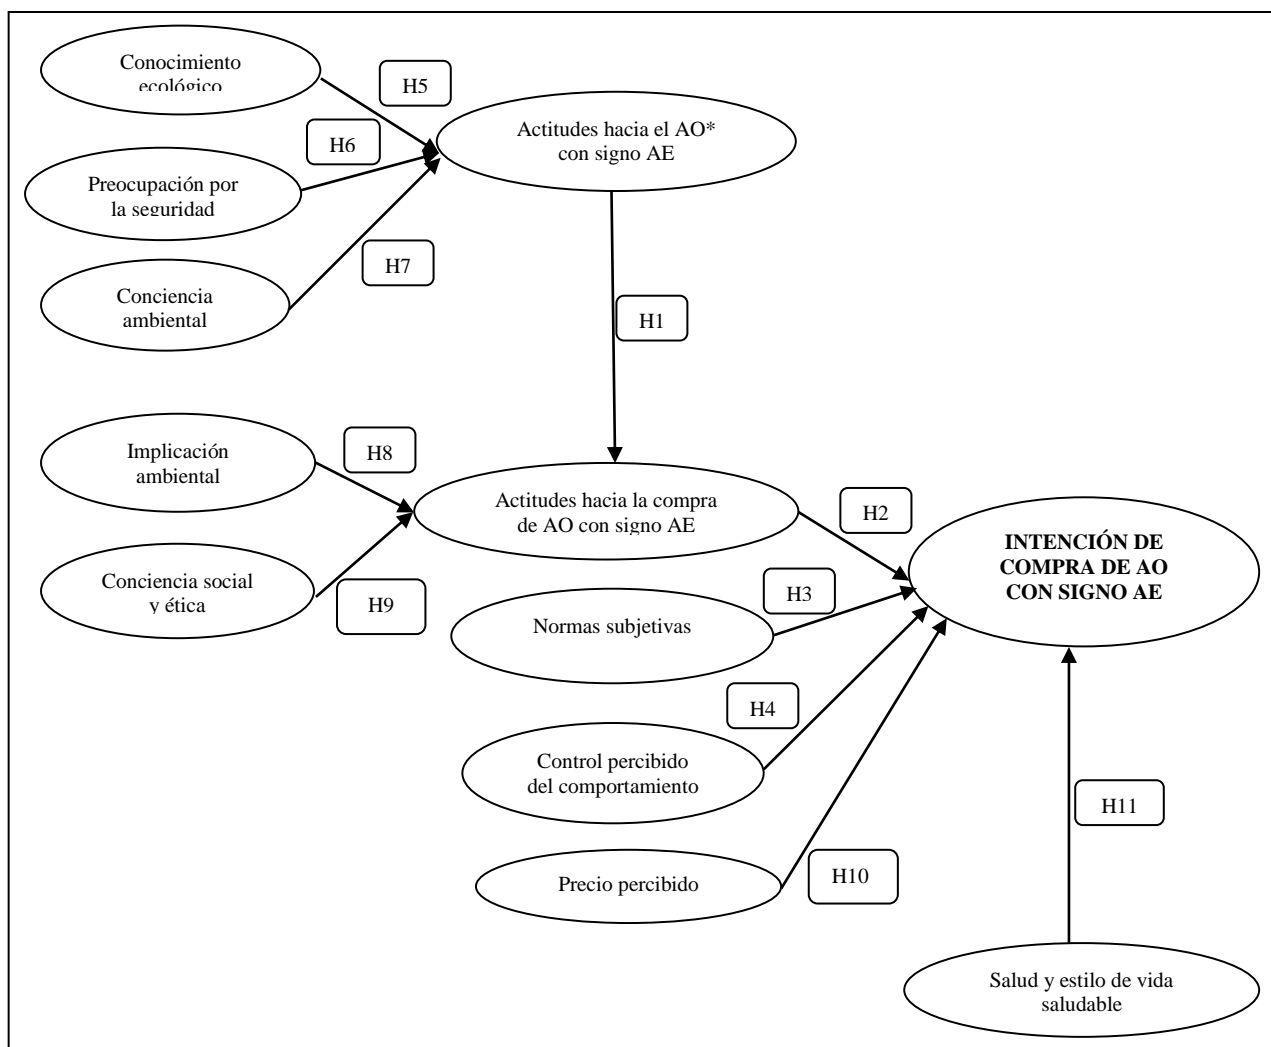 Conocimiento
ecológico
H5
Actitudes hacia el AO*
con signo AE
H6
Preocupación por
la seguridad
H7
Conciencia
ambiental
H1
Implicación
ambiental
H8
Actitudes hacia la compra
de AO con signo AE
H2
INTENCIÓN DE
COMPRA DE AO
CON SIGNO AE
Conciencia social
y ética
H9
H3
Normas subjetivas
H4
Control percibido
del comportamiento
H11
Precio percibido
H10
Salud y estilo de vida
saludable